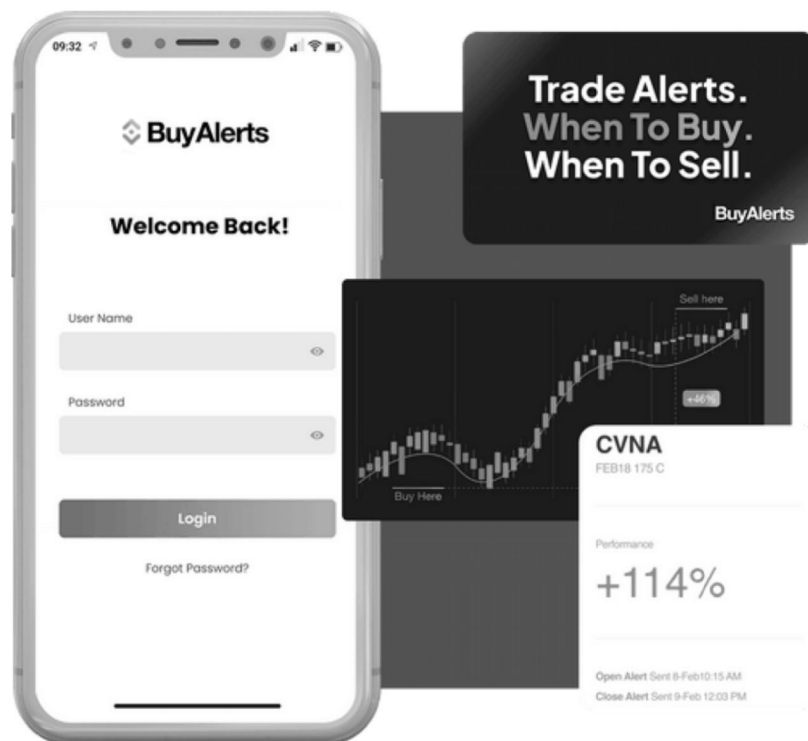 09:32
BuyAlerts
Welcome Back!
User Name
Password
Login
Forgot Password?
Trade Alerts.
When To Buy.
When To Sell.
BuyAlerts
Sell here
+46%
Buy Here
CVNA
FEB18 175 C
Performance
+114%
Open Alert Sent 8-Feb10:15 AM
Close Alert Sent 9-Feb 12:03 PM